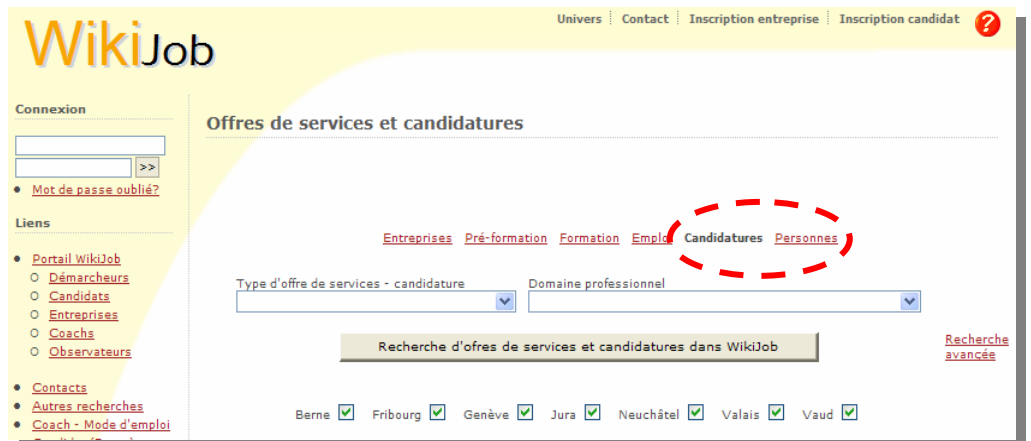 Univers Contact Inscription entreprise Inscription candidat ?
WikiJob
Connexion
>>
Mot de passe oublié?
Liens
Portail WikiJob
Démarcheurs
Candidats
Entreprises
Coachs
Observateurs
Contacts
Autres recherches
Coach - Mode d'emploi
Offres de services et candidatures
Entreprises Pré-formation Formation Emploi Candidatures Personnes
Type d'offre de services - candidature Domaine professionnel
Recherche d'ofres de services et candidatures dans WikiJob
Recherche
avancée
Berne Fribourg Genève Jura Neuchâtel Valais Vaud